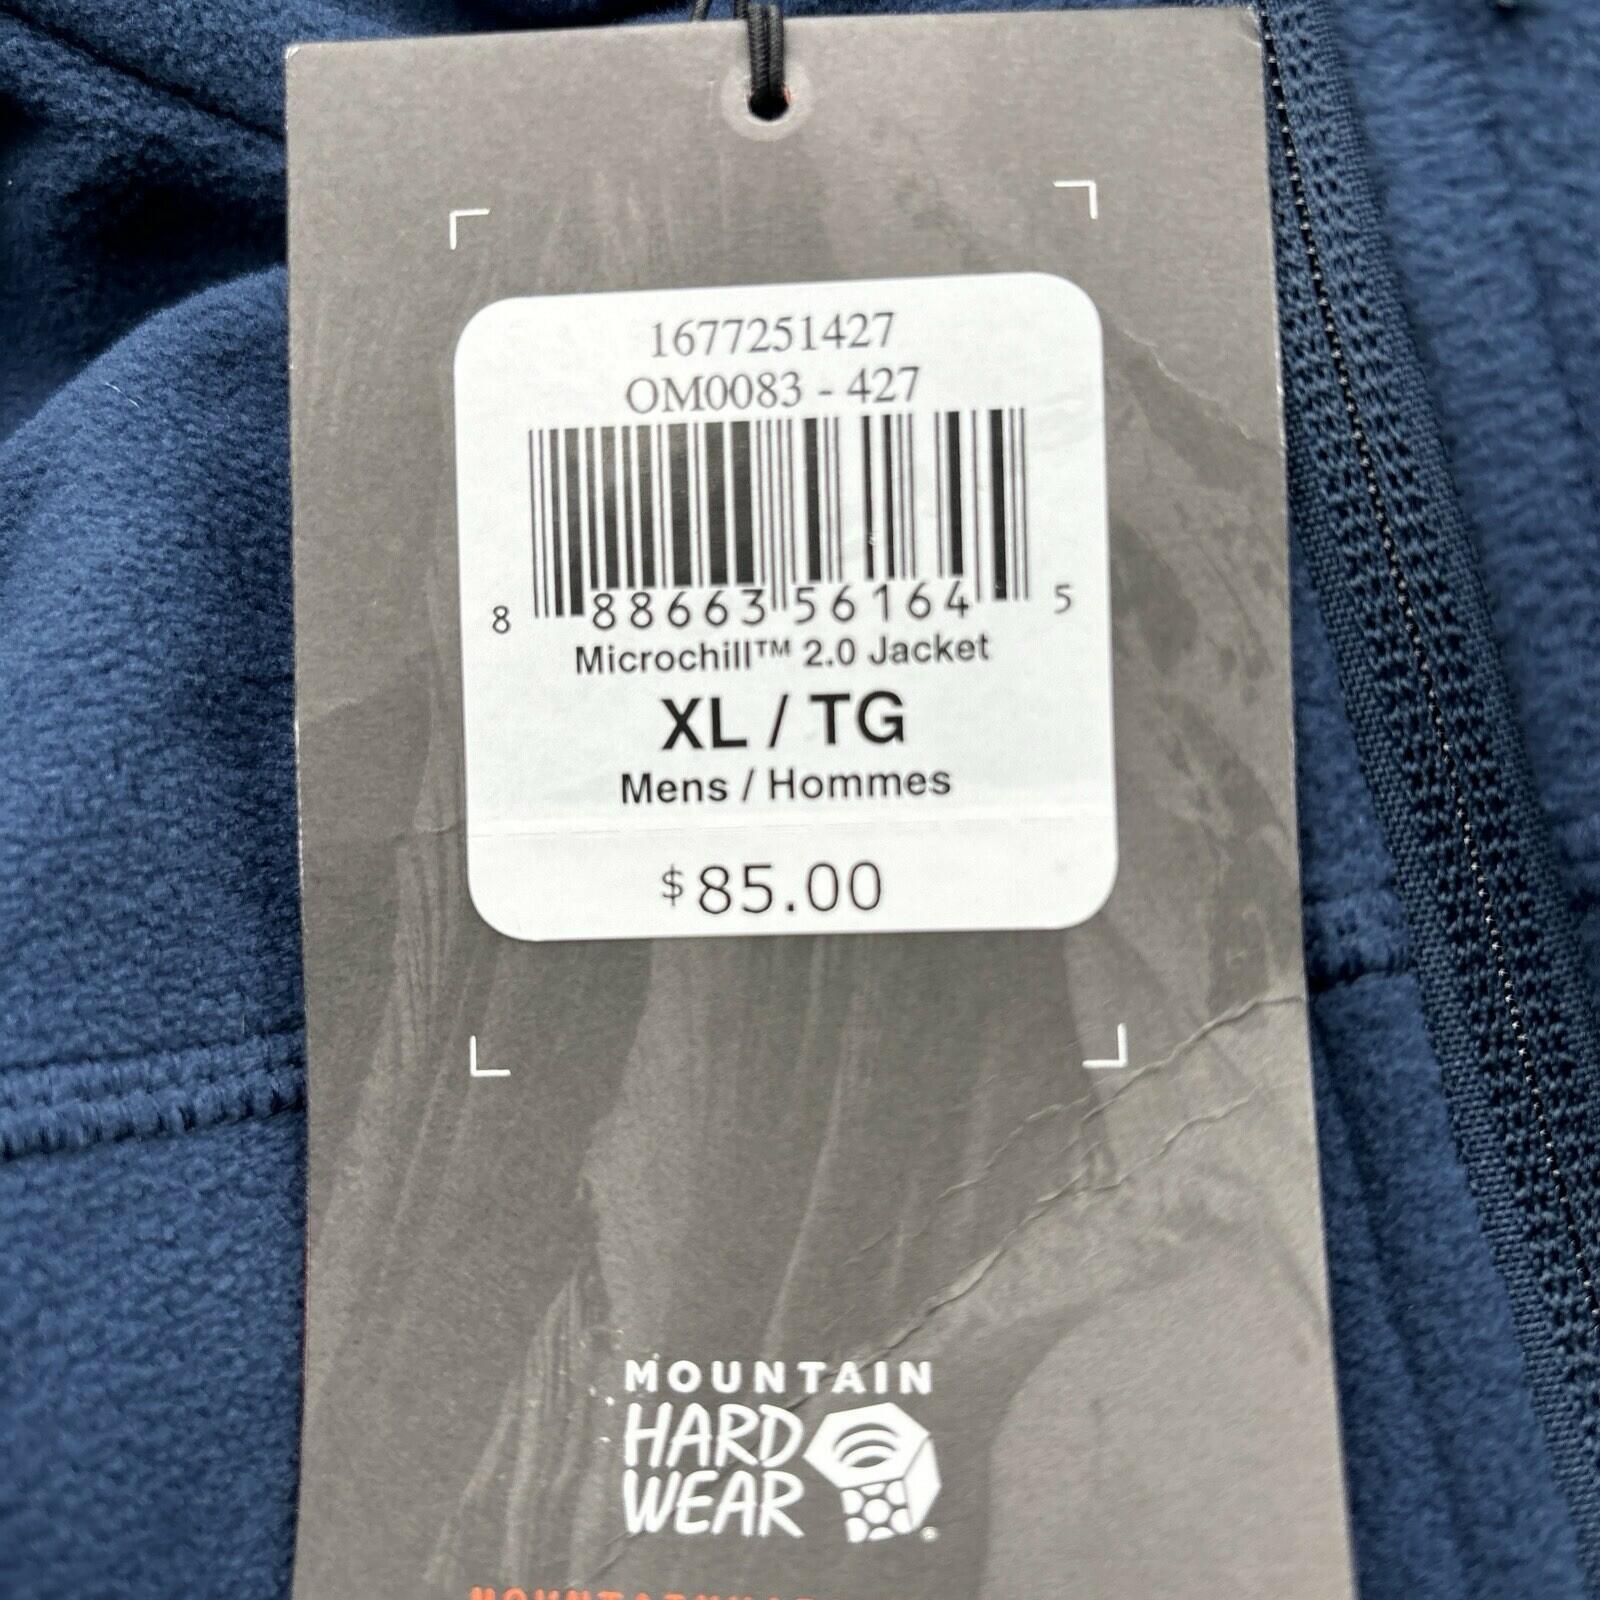 1677251427
OM0083 - 427
8 88663 56164 5
Microchill™ 2.0 Jacket
XL / TG
Mens / Hommes
$85.00
MOUNTAIN
HARD
WEAR